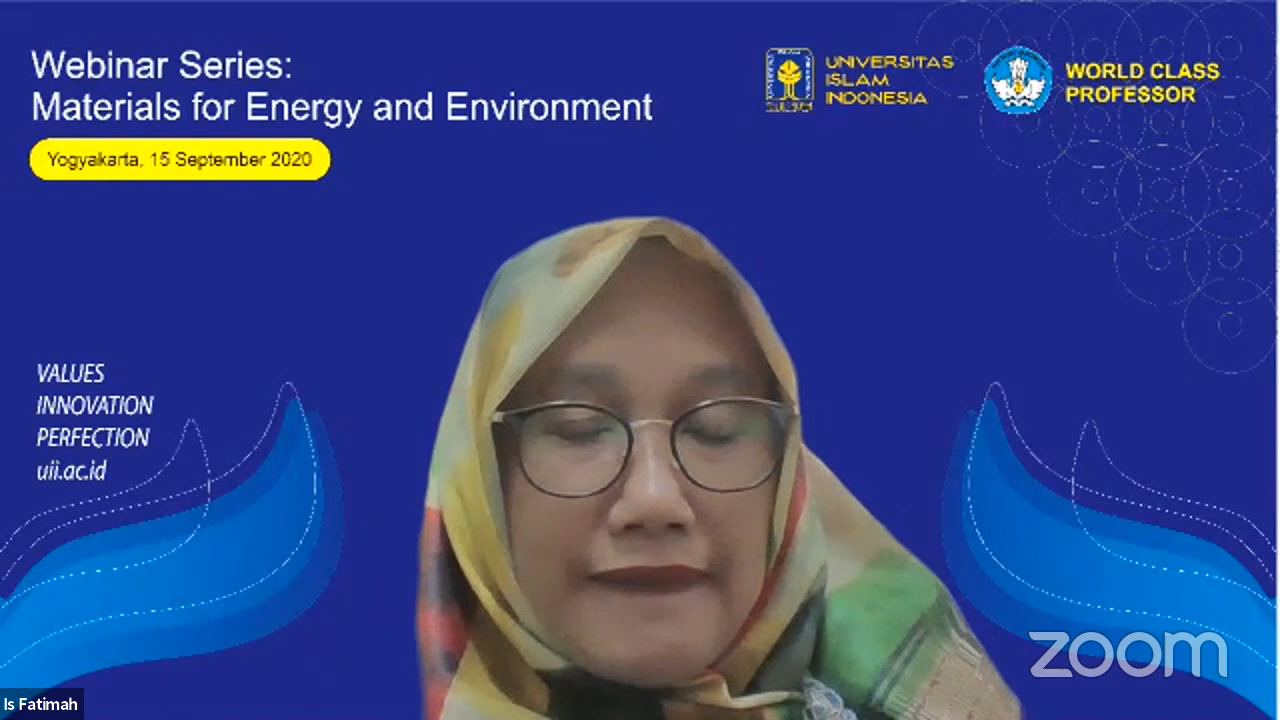 Webinar Series:
Materials for Energy and Environment
Yogyakarta, 15 September 2020
UNIVERSITAS
ISLAM
INDONESIA
WORLD CLASS
PROFESSOR
VALUES
INNOVATION
PERFECTION
uii.ac.id
zoom
Is Fatimah